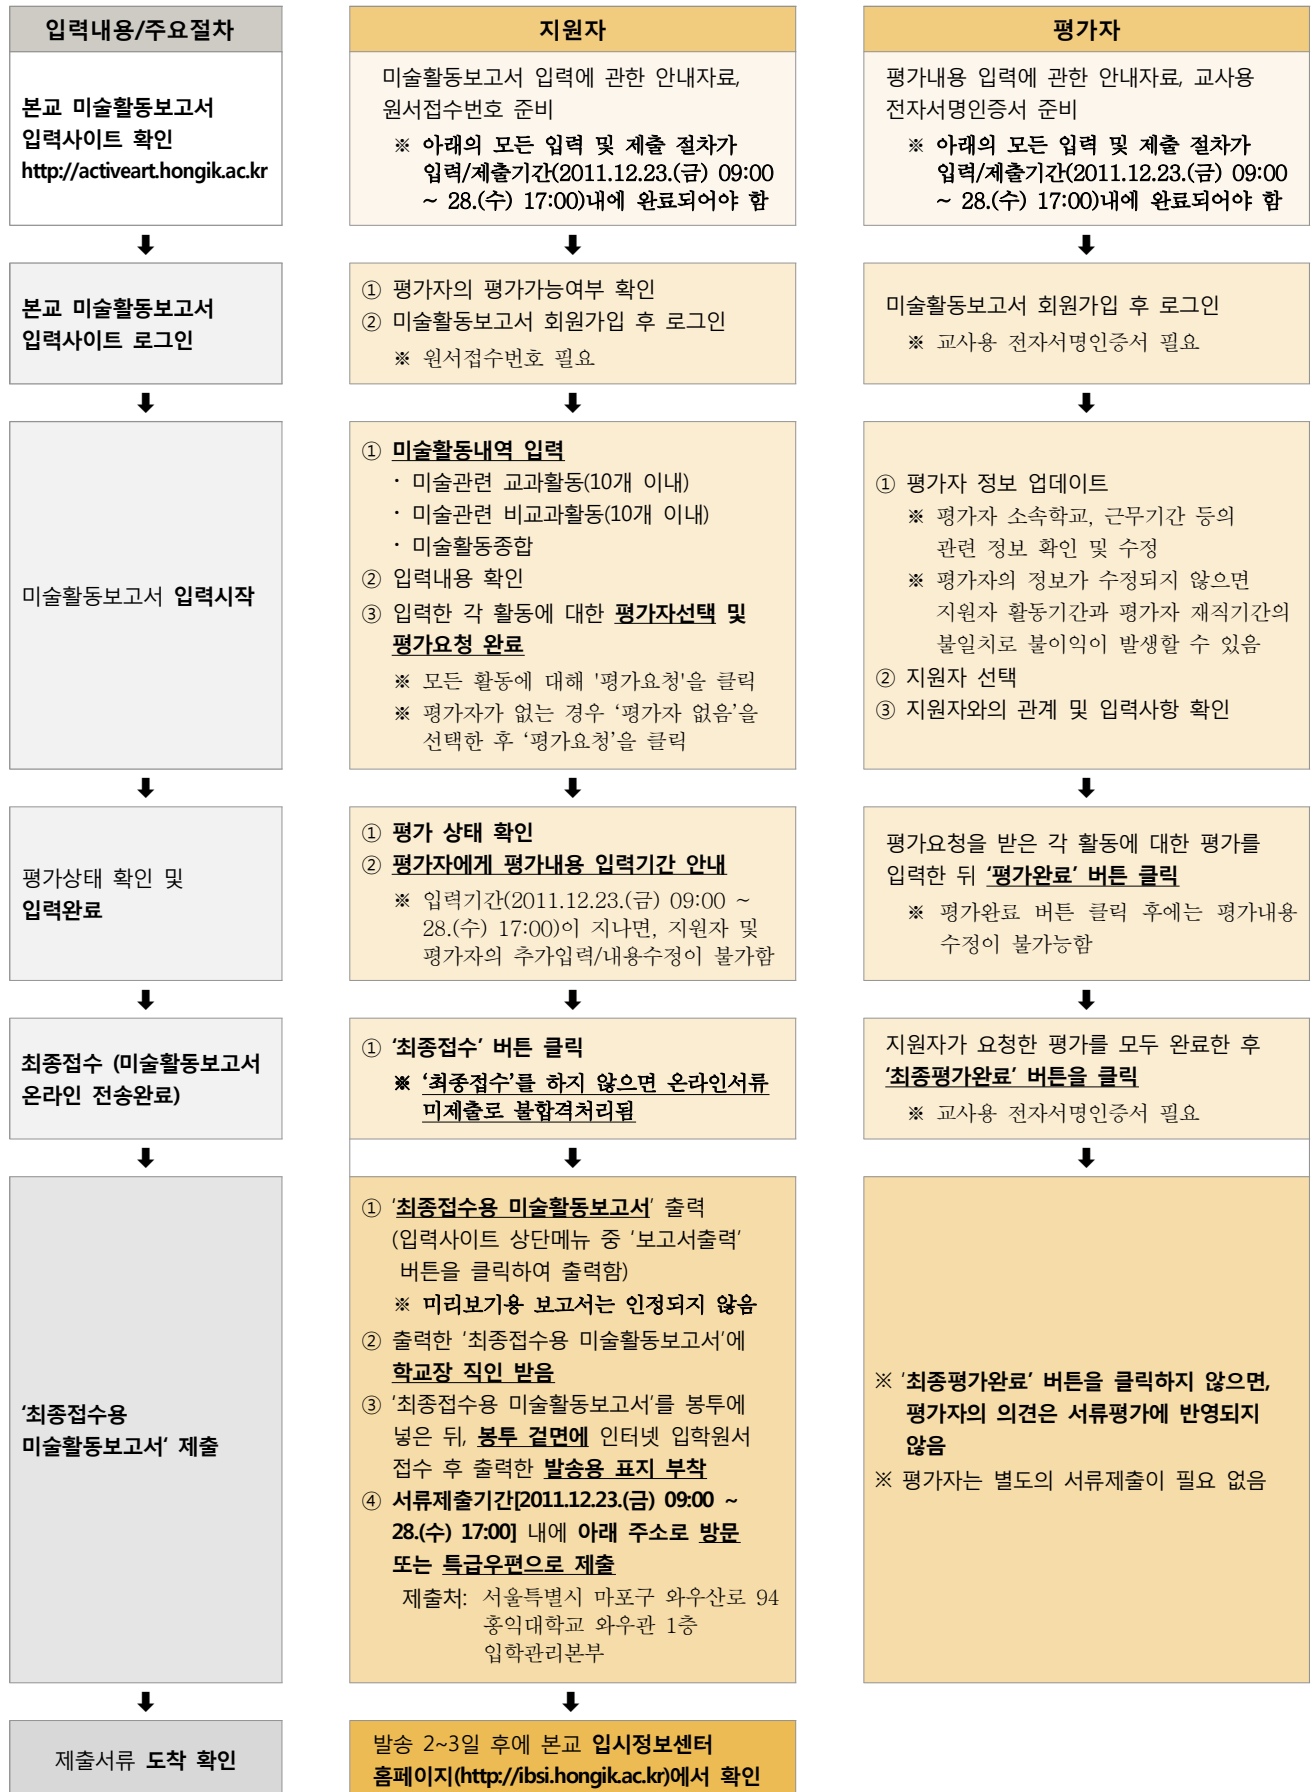 입력내용/주요절차
지원자
평가자
본교 미술활동보고서
입력사이트 확인
http://activeart.hongik.ac.kr
미술활동보고서 입력에 관한 안내자료,
원서접수번호 준비
※ 아래의 모든 입력 및 제출 절차가
입력/제출기간(2011.12.23.(금) 09:00
~ 28.(수) 17:00)내에 완료되어야 함
평가내용 입력에 관한 안내자료, 교사용
전자서명인증서 준비
※ 아래의 모든 입력 및 제출 절차가
입력/제출기간(2011.12.23.(금) 09:00
~ 28.(수) 17:00)내에 완료되어야 함
본교 미술활동보고서
입력사이트 로그인
① 평가자의 평가가능여부 확인
② 미술활동보고서 회원가입 후 로그인
※ 원서접수번호 필요
미술활동보고서 회원가입 후 로그인
※ 교사용 전자서명인증서 필요
미술활동보고서 입력시작
① 미술활동내역 입력
· 미술관련 교과활동(10개 이내)
· 미술관련 비교과활동(10개 이내)
· 미술활동종합
② 입력내용 확인
③ 입력한 각 활동에 대한 평가자선택 및
평가요청 완료
※ 모든 활동에 대해 '평가요청'을 클릭
※ 평가자가 없는 경우 ‘평가자 없음’을
선택한 후 ‘평가요청’을 클릭
① 평가자 정보 업데이트
※ 평가자 소속학교, 근무기간 등의
관련 정보 확인 및 수정
※ 평가자의 정보가 수정되지 않으면
지원자 활동기간과 평가자 재직기간의
불일치로 불이익이 발생할 수 있음
② 지원자 선택
③ 지원자와의 관계 및 입력사항 확인
평가상태 확인 및
입력완료
① 평가 상태 확인
② 평가자에게 평가내용 입력기간 안내
※ 입력기간(2011.12.23.(금) 09:00 ~
28.(수) 17:00)이 지나면, 지원자 및
평가자의 추가입력/내용수정이 불가함
평가요청을 받은 각 활동에 대한 평가를
입력한 뒤 ‘평가완료’ 버튼 클릭
※ 평가완료 버튼 클릭 후에는 평가내용
수정이 불가능함
최종접수 (미술활동보고서
온라인 전송완료)
① ‘최종접수’ 버튼 클릭
※ ‘최종접수’를 하지 않으면 온라인서류
미제출로 불합격처리됨
지원자가 요청한 평가를 모두 완료한 후
‘최종평가완료’ 버튼을 클릭
※ 교사용 전자서명인증서 필요
‘최종접수용
미술활동보고서‘ 제출
① ‘최종접수용 미술활동보고서’ 출력
(입력사이트 상단메뉴 중 ‘보고서출력’
버튼을 클릭하여 출력함)
※ 미리보기용 보고서는 인정되지 않음
② 출력한 ‘최종접수용 미술활동보고서’에
학교장 직인 받음
③ ‘최종접수용 미술활동보고서’를 봉투에
넣은 뒤, 봉투 겉면에 인터넷 입학원서
접수 후 출력한 발송용 표지 부착
④ 서류제출기간[2011.12.23.(금) 09:00 ~
28.(수) 17:00] 내에 아래 주소로 방문
또는 특급우편으로 제출
제출처: 서울특별시 마포구 와우산로 94
홍익대학교 와우관 1층
입학관리본부
※ ‘최종평가완료’ 버튼을 클릭하지 않으면,
평가자의 의견은 서류평가에 반영되지
않음
※ 평가자는 별도의 서류제출이 필요 없음
제출서류 도착 확인
발송 2~3일 후에 본교 입시정보센터
홈페이지(http://ibsi.hongik.ac.kr)에서 확인